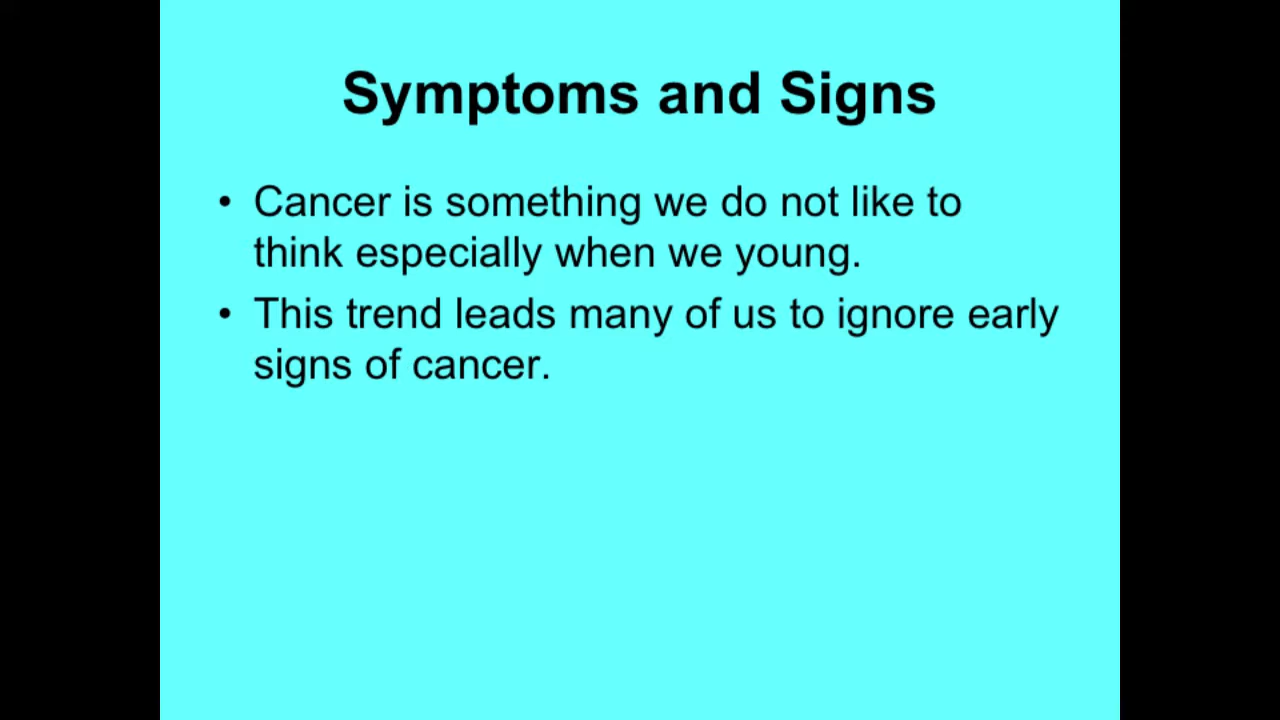 Symptoms and Signs
• Cancer is something we do not like to
think especially when we young.
• This trend leads many of us to ignore early
signs of cancer.